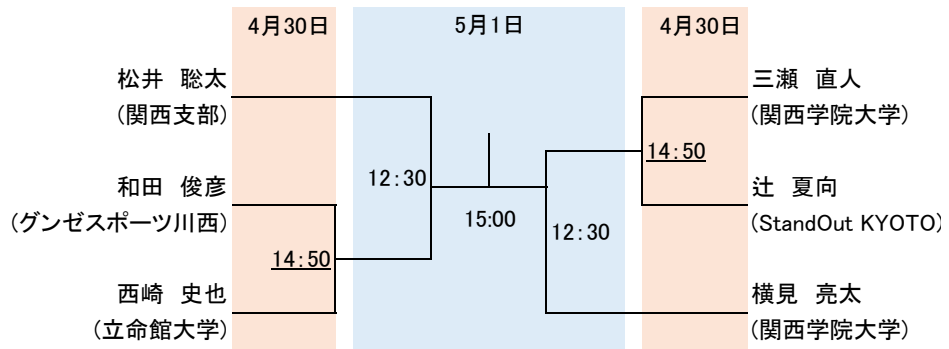 4月30日
5月1日
4月30日
松井　聡太
(関西支部)
和田　俊彦
(グンゼスポーツ川西)
西崎　史也
(立命館大学)
14:50
12:30
15:00
12:30
14:50
三瀬　直人
(関西学院大学)
辻　夏向
(StandOut KYOTO)
横見　亮太
(関西学院大学)